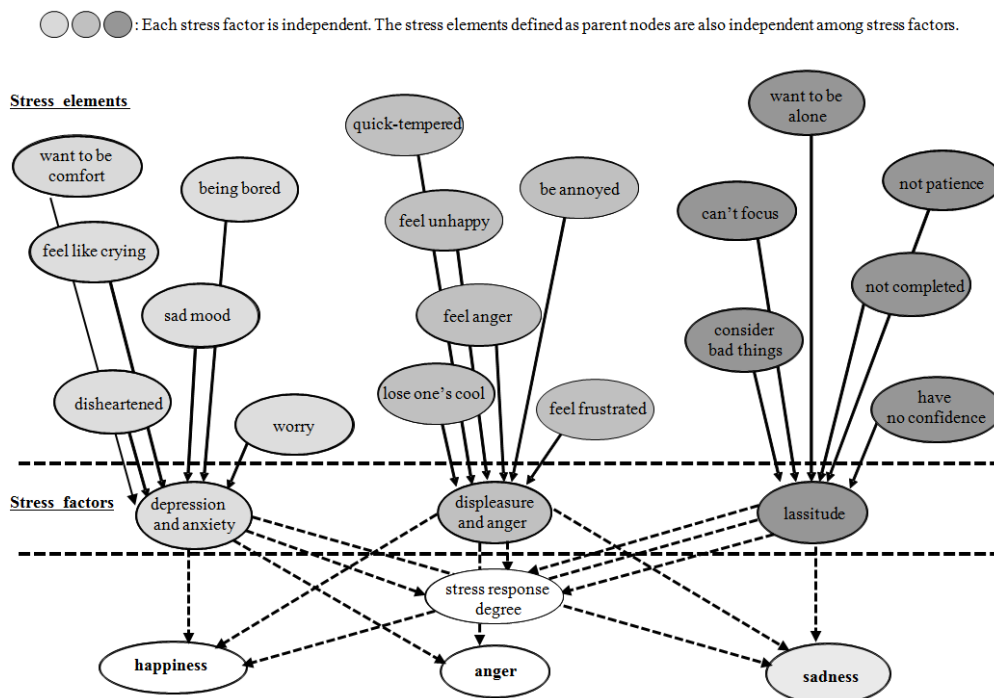 : Each stress factor is independent. The stress elements defined as parent nodes are also independent among stress factors.
Stress elements
want to be
comfort
being bored
feel like crying
sad mood
disheartened
worry
quick-tempered
be annoyed
feel unhappy
feel anger
lose one's cool
feel frustrated
want to be
alone
not patience
can't focus
not completed
consider
bad things
have
no confidence
Stress factors
depression
and anxiety
displeasure
and anger
lassitude
stress response
degree
happiness
anger
sadness